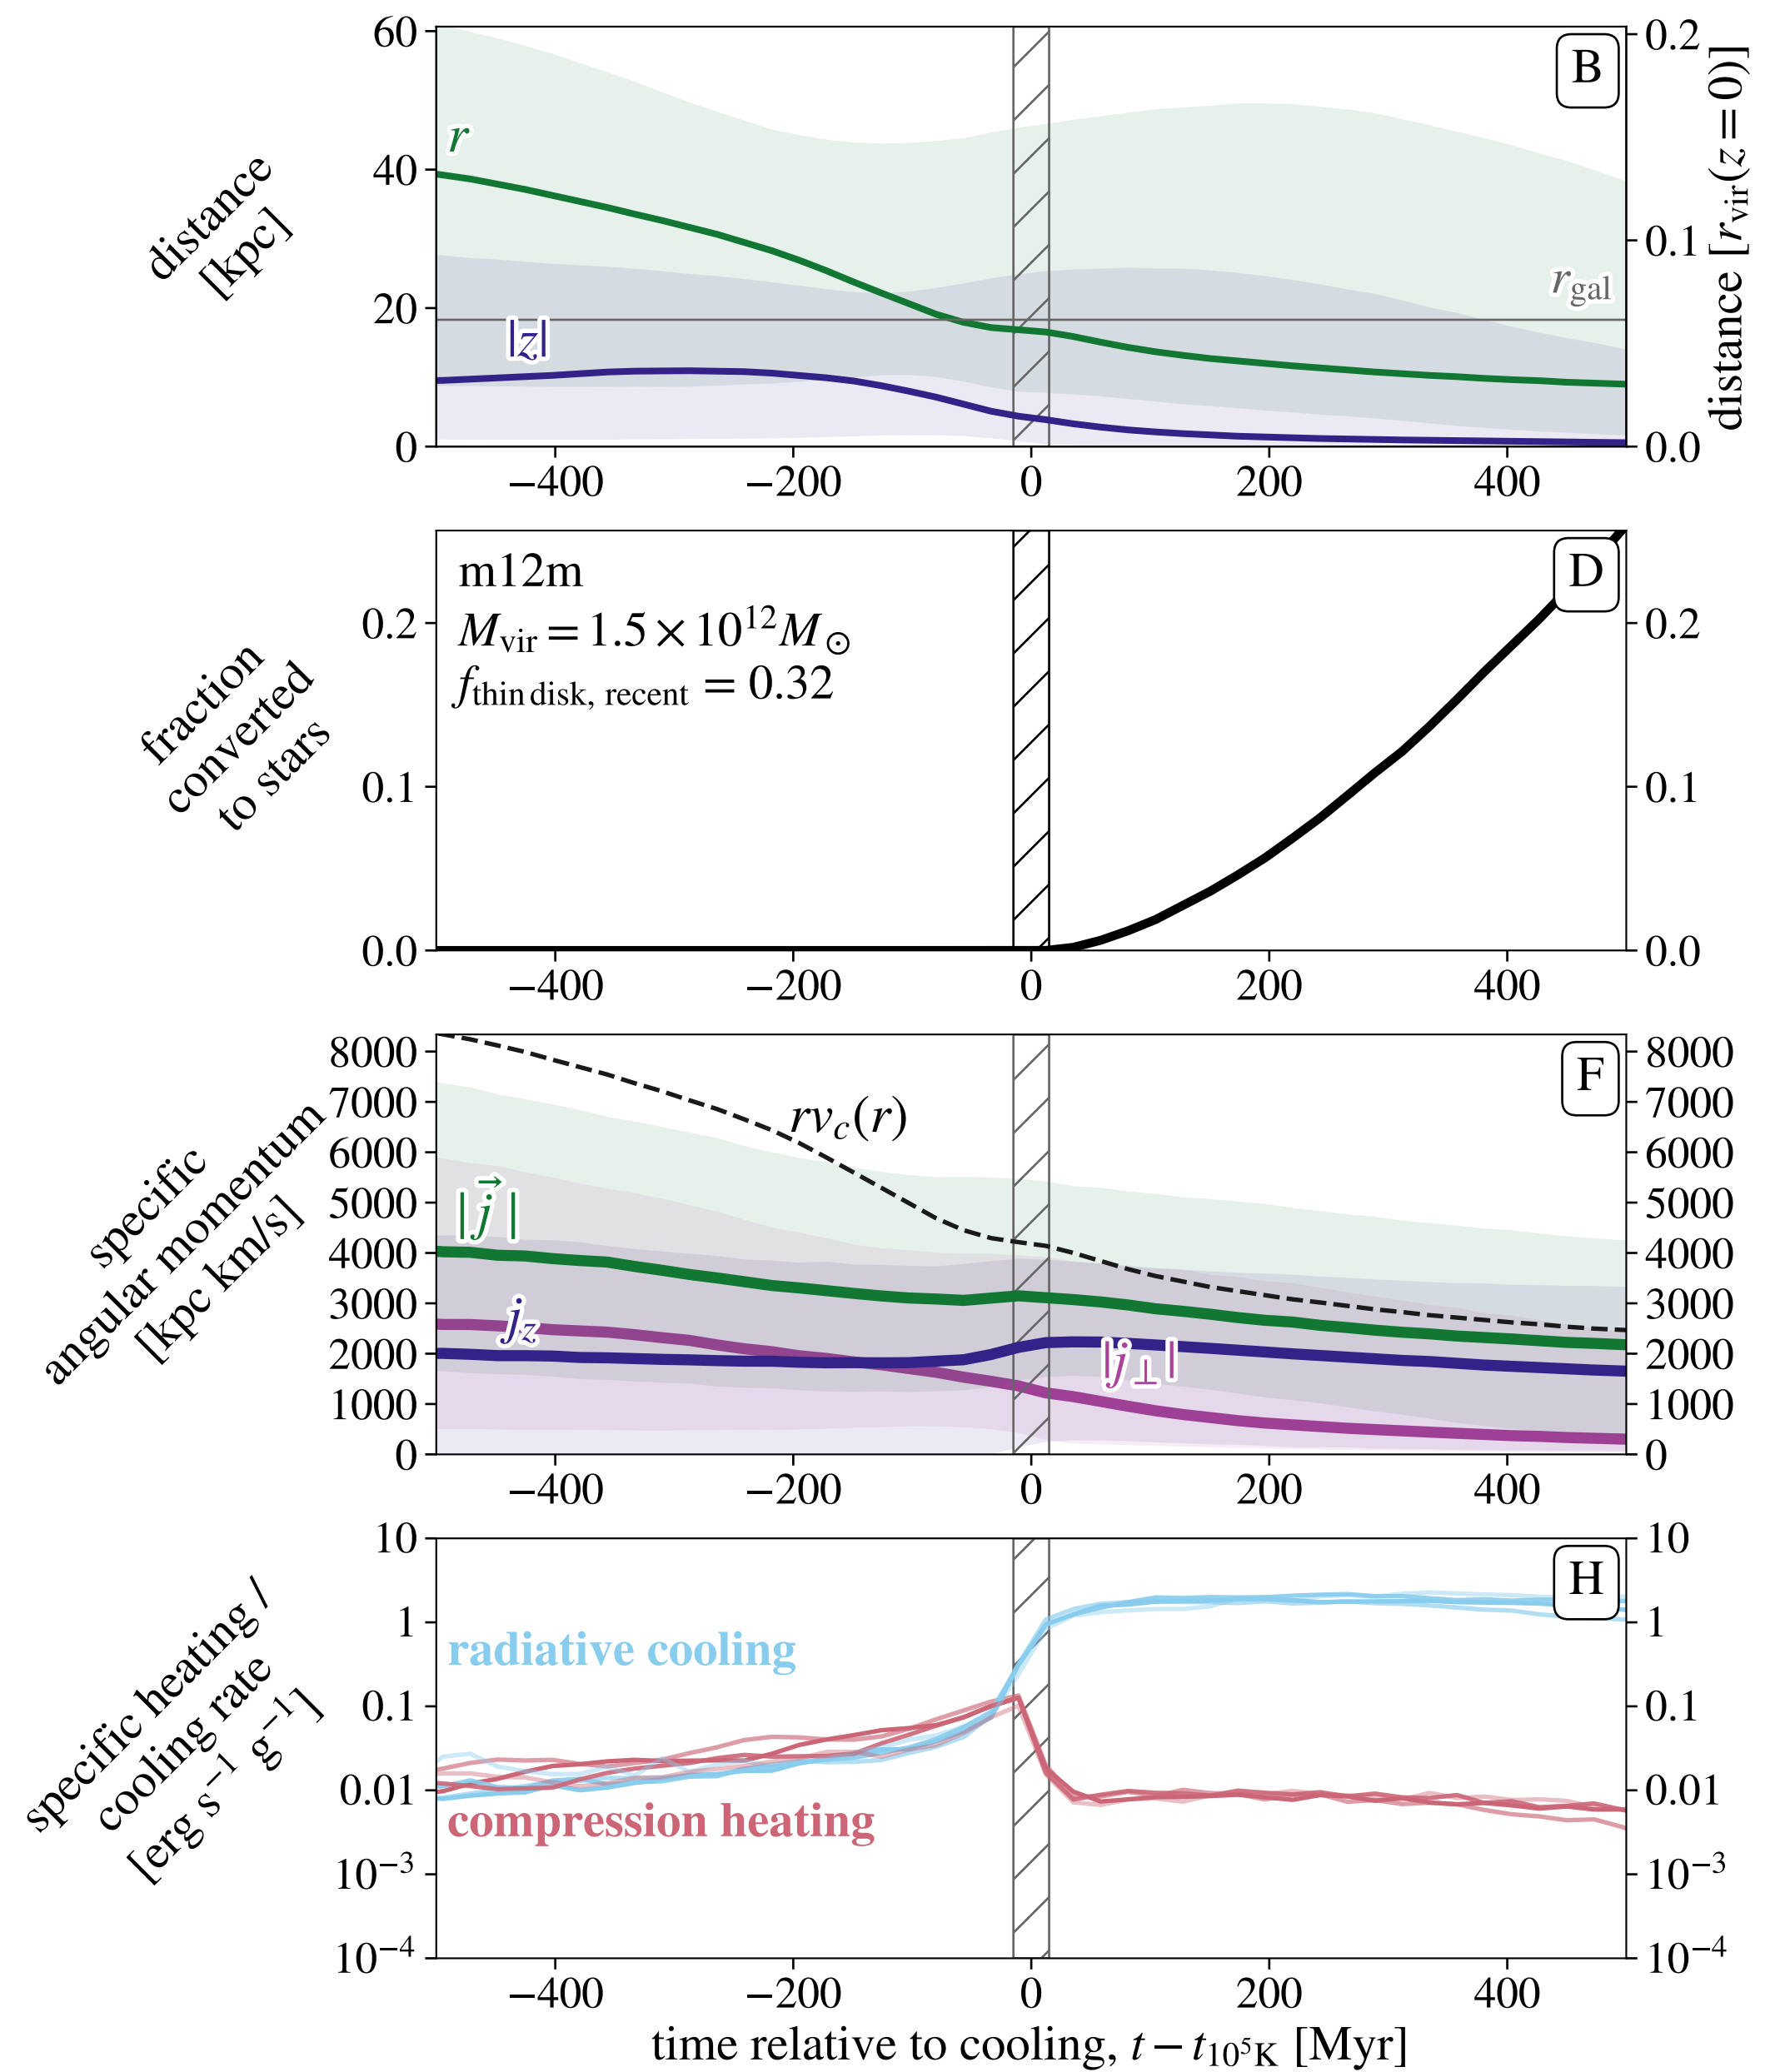 60
40
20
0
distance
[kpc]
r
|z|
r_gal
B
0.2
0.1
0.0
distance [r_vir(z = 0)]
−400 −200 0 200 400
0.2
0.1
0.0
fraction
converted
to stars
m12m
M_vir = 1.5 × 10^12 M_⊙
f_thin disk, recent = 0.32
D
0.2
0.1
0.0
−400 −200 0 200 400
8000
7000
6000
5000
4000
3000
2000
1000
0
specific
angular momentum
[kpc km/s]
rv_c(r)
|j⃗|
j_z
|j_⊥|
F
8000
7000
6000
5000
4000
3000
2000
1000
0
−400 −200 0 200 400
10
1
0.1
0.01
10^−3
10^−4
specific heating /
cooling rate
[erg s^−1 g^−1]
radiative cooling
compression heating
H
10
1
0.1
0.01
10^−3
10^−4
−400 −200 0 200 400
time relative to cooling, t − t_10^5 K [Myr]